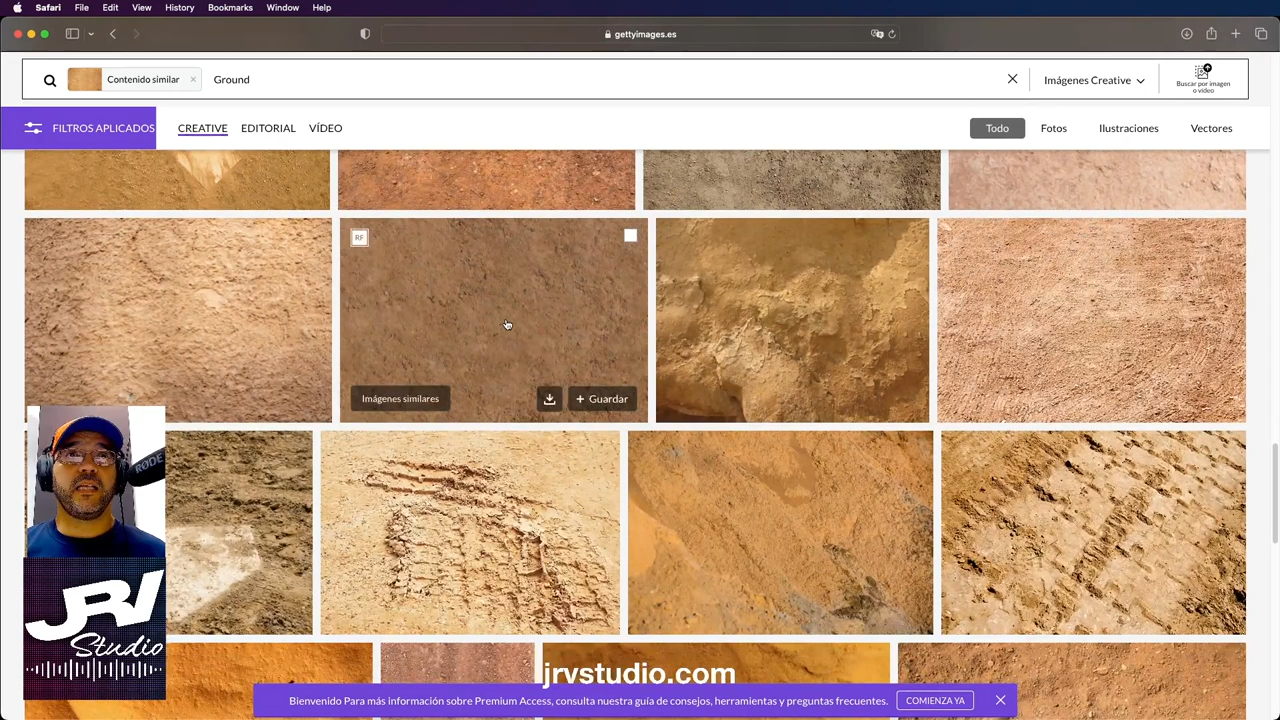 Safari File Edit View History Bookmarks Window Help
gettyimages.es
Contenido similar × Ground
Imágenes Creative
Buscar por imagen
o vídeo
FILTROS APLICADOS
CREATIVE EDITORIAL VÍDEO
Todo Fotos Ilustraciones Vectores
RF
Imágenes similares
+ Guardar
RØDE
JRV
Studio
jrvstudio.com
Bienvenido Para más información sobre Premium Access, consulta nuestra guía de consejos, herramientas y preguntas frecuentes.
COMIENZA YA